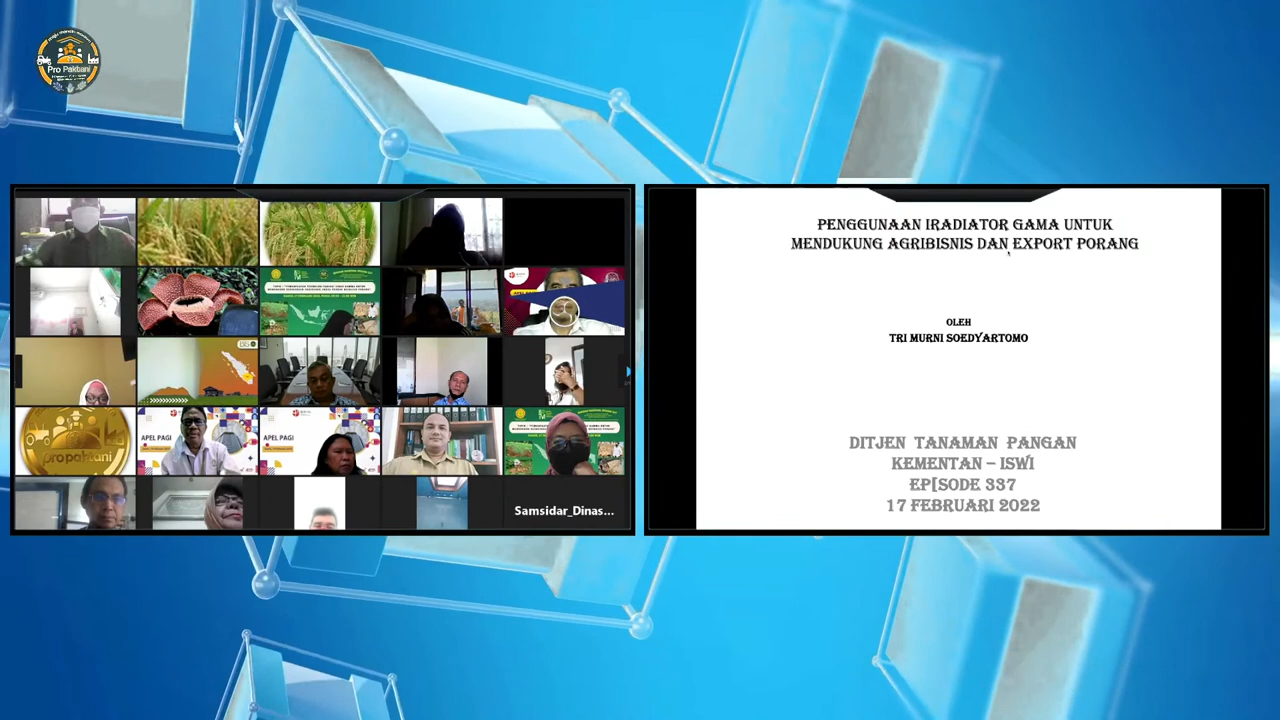 Pro Paktani
PENGGUNAAN IRADIATOR GAMA UNTUK
MENDUKUNG AGRIBISNIS DAN EXPORT PORANG
OLEH
TRI MURNI SOEDYARTOMO
DITJEN TANAMAN PANGAN
KEMENTAN – ISWI
EP[SODE 337
17 FEBRUARI 2022
APEL PAGI
APEL PAGI
propaktani
Samsidar_Dinas...